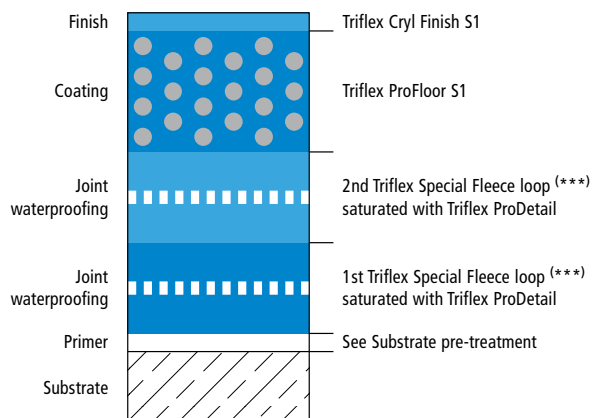 Finish
Triflex Cryl Finish S1
Coating
Triflex ProFloor S1
Joint
waterproofing
2nd Triflex Special Fleece loop (***)
saturated with Triflex ProDetail
Joint
waterproofing
1st Triflex Special Fleece loop (***)
saturated with Triflex ProDetail
Primer
See Substrate pre-treatment
Substrate